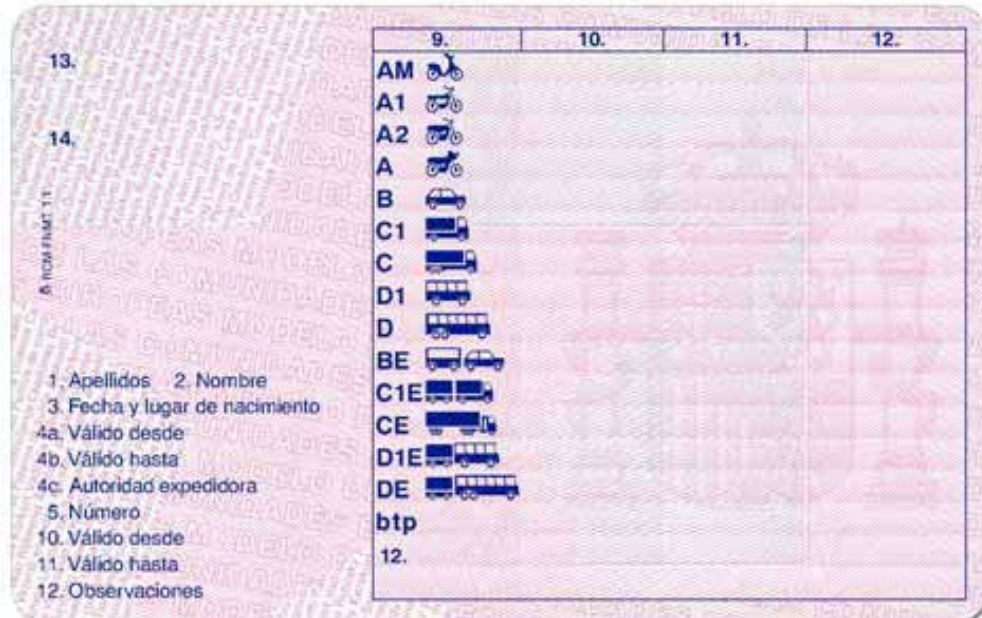 9. 10. 11. 12.
13.
14.
AM
A1
A2
A
B
C1
C
D1
D
BE
C1E
CE
D1E
DE
btp
12.
1. Apellidos 2. Nombre
3. Fecha y lugar de nacimiento
4a. Válido desde
4b. Válido hasta
4c. Autoridad expedidora
5. Número
10. Válido desde
11. Válido hasta
12. Observaciones